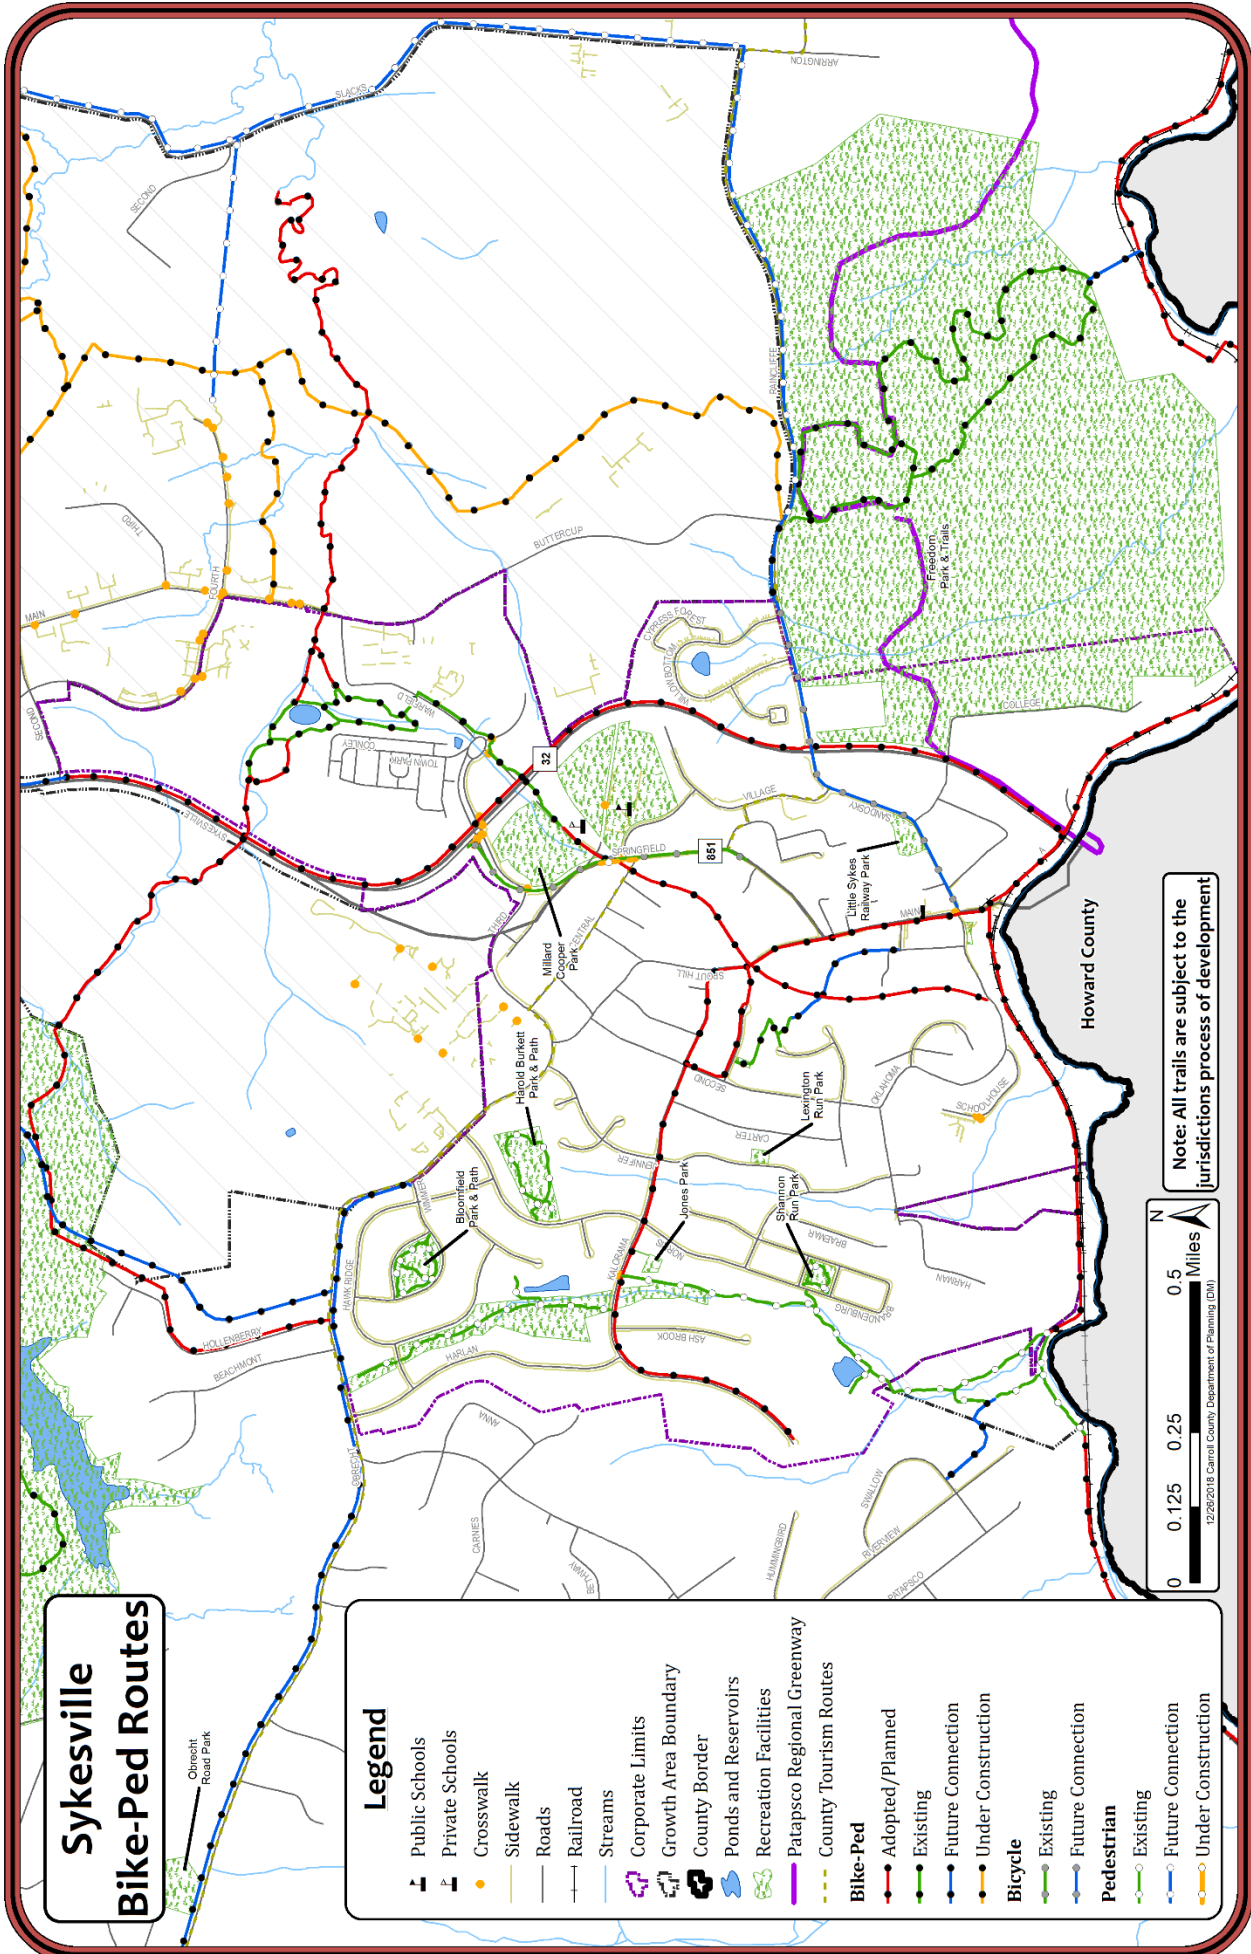 Sykesville
Bike-Ped Routes
Obrecht
Road Park
Legend
Public Schools
Private Schools
Crosswalk
Sidewalk
Roads
Railroad
Streams
Corporate Limits
Growth Area Boundary
County Border
Ponds and Reservoirs
Recreation Facilities
Patapsco Regional Greenway
County Tourism Routes
Bike-Ped
Adopted/Planned
Existing
Future Connection
Under Construction
Bicycle
Existing
Future Connection
Pedestrian
Existing
Future Connection
Under Construction
0
0.125
0.25
0.5
Miles
N
12/26/2018 Carroll County Department of Planning (DM)
Note: All trails are subject to the
jurisdictions process of development
Howard County
BEACHMONT
HOLLENBERRY
OBRECHT
HAWK RIDGE
HARLAN
ANNA
CARNIES
BETHWAY
HUMMINGBIRD
SWALLOW
RIVERVIEW
PATAPSCO
ASH BROOK
KALORAMA
NORRIS
BRANDENBURG
BRAEMAR
HARMAN
Bloomfield
Park & Path
Harold Burkett
Park & Path
Jones Park
Shannon
Run Park
Lexington
Run Park
JENNIFER
CARTER
SECOND
OKLAHOMA
SCHOOLHOUSE
SPOUT HILL
Millard
Cooper
Park
CENTRAL
THIRD
SPRINGFIELD
851
32
Little Sykes
Railway Park
MAIN
SANDOSKY
VILLAGE
SYKESVILLE
SECOND
CONLEY
TOWN PARK
WARFIELD
MAIN
THIRD
FOURTH
BUTTERCUP
WILLOW BOTTOM
CYPRESS FOREST
COLLEGE
Freedom
Park & Trails
RAINCLIFFE
SECOND
SLACKS
ARRINGTON